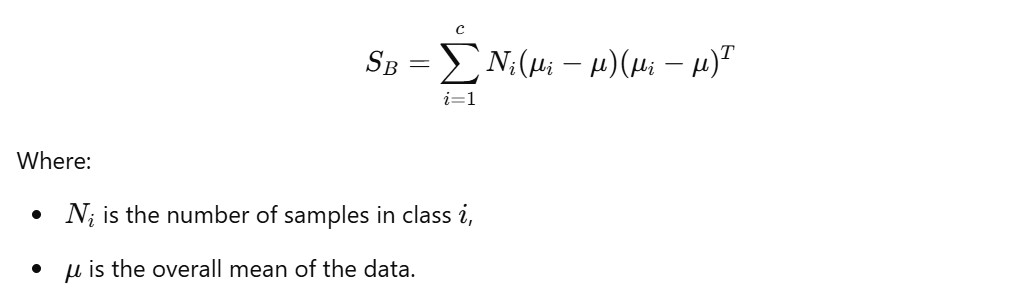 $$S_B = \sum_{i=1}^{c} N_i(\mu_i - \mu)(\mu_i - \mu)^T$$
Where:
• $N_i$ is the number of samples in class $i$,
• $\mu$ is the overall mean of the data.